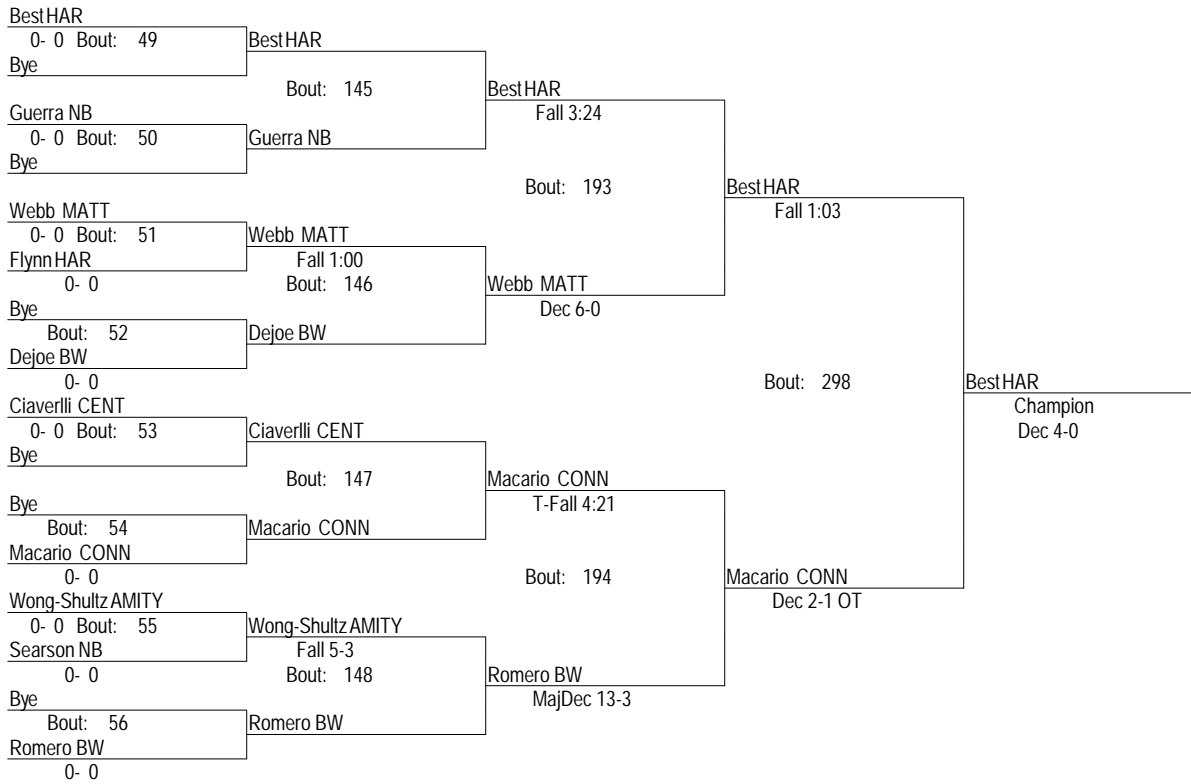 Best HAR
0- 0 Bout: 49
Best HAR
Bye
Bout: 145
Best HAR
Guerra NB
Fall 3:24
0- 0 Bout: 50
Guerra NB
Bye
Bout: 193
Best HAR
Webb MATT
Fall 1:03
0- 0 Bout: 51
Webb MATT
Flynn HAR
Fall 1:00
0- 0
Bout: 146
Webb MATT
Bye
Dec 6-0
Bout: 52
Dejoe BW
Dejoe BW
0- 0
Bout: 298
Best HAR
Ciaverlli CENT
Champion
0- 0 Bout: 53
Ciaverlli CENT
Dec 4-0
Bye
Bout: 147
Macario CONN
Bye
T-Fall 4:21
Bout: 54
Macario CONN
Macario CONN
0- 0
Bout: 194
Macario CONN
Wong-Shultz AMITY
Dec 2-1 OT
0- 0 Bout: 55
Wong-Shultz AMITY
Searson NB
Fall 5-3
0- 0
Bout: 148
Romero BW
Bye
MajDec 13-3
Bout: 56
Romero BW
Romero BW
0- 0